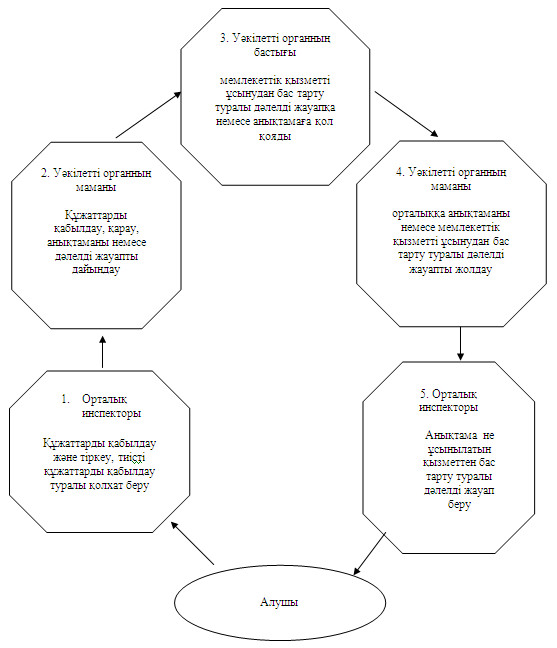 3. Уәкілетті органның
бастығы
мемлекеттік қызметті
ұсынудан бас тарту
туралы дәлелді жауапқа
немесе анықтамаға қол
қояды
2. Уәкілетті органның
маманы
Құжаттарды
қабылдау, қарау,
анықтаманы немесе
дәлелді жауапты
дайындау
4. Уәкілетті органның
маманы
орталыққа анықтаманы
немесе мемлекеттік
қызметті ұсынудан бас
тарту туралы дәлелді
жауапты жолдау
1. Орталық
инспекторы
Құжаттарды қабылдау
және тіркеу, тиісті
құжаттарды қабылдау
туралы қолхат беру
5. Орталық
инспекторы
Анықтама не
ұсынылатын
қызметтен бас
тарту туралы
дәлелді жауап
беру
Алушы